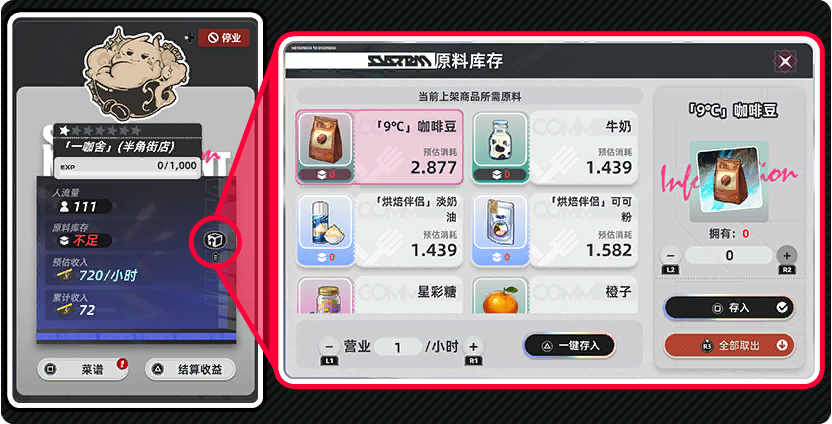 停业
「一咖舍」(半角街店)
EXP 0/1,000
人流量
111
原料库存
不足
预估收入
720/小时
累计收入
72
菜谱
结算收益
SYSTEM 原料库存
当前上架商品所需原料
「9℃」咖啡豆
预估消耗
2.877
0
牛奶
预估消耗
1.439
0
「烘焙伴侣」淡奶油
预估消耗
1.439
0
「烘焙伴侣」可可粉
预估消耗
1.582
0
星彩糖
橙子
L1
营业 1 /小时
R1
一键存入
「9℃」咖啡豆
Information
拥有: 0
0
L2
R2
存入
R3 全部取出